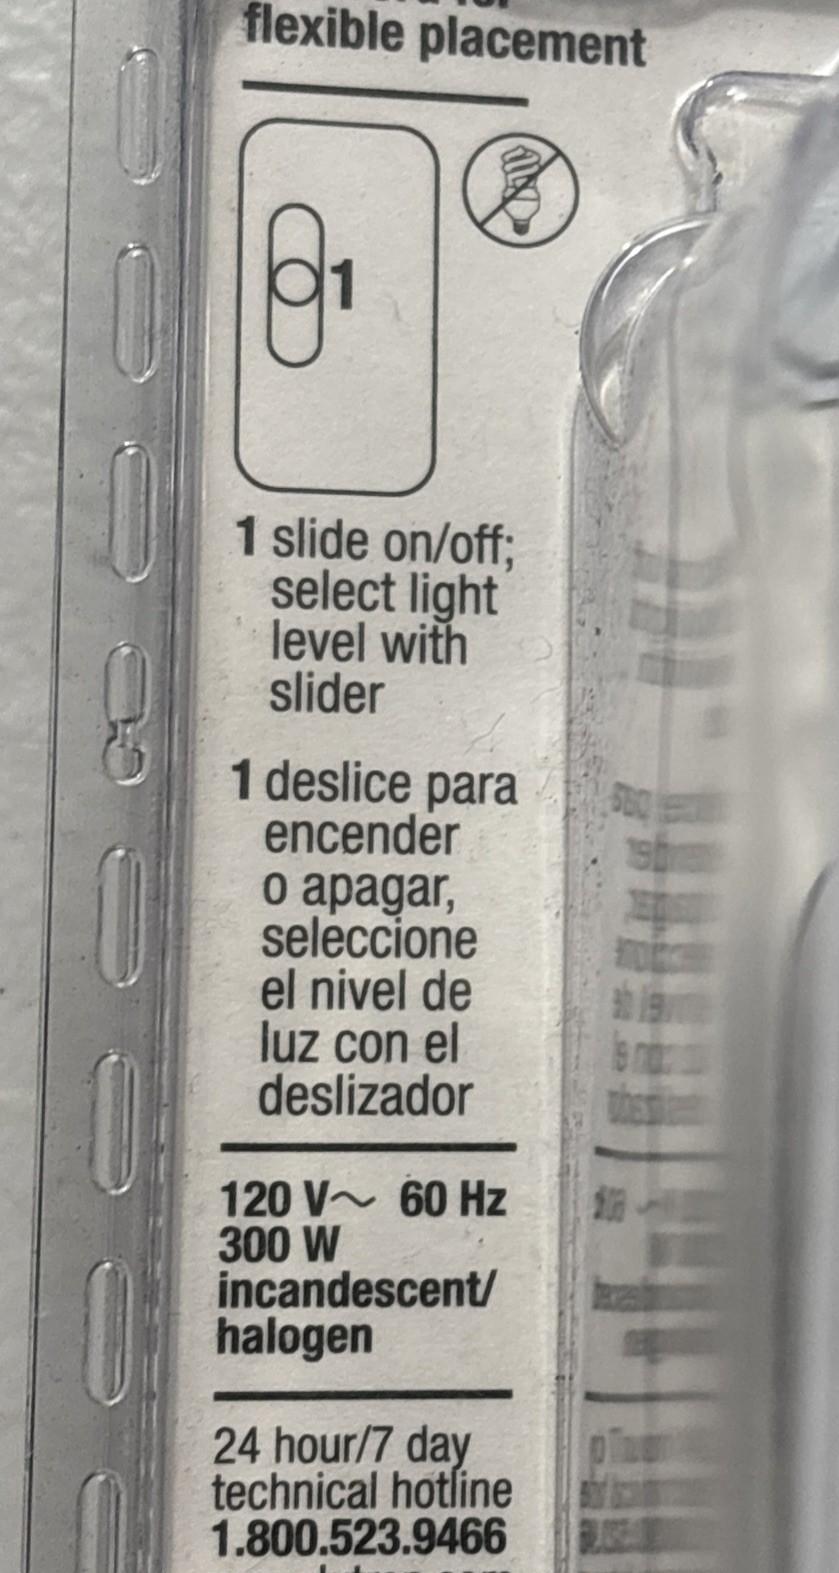 flexible placement
1
1 slide on/off;
select light
level with
slider
1 deslice para
encender
o apagar,
seleccione
el nivel de
luz con el
deslizador
120 V~ 60 Hz
300 W
incandescent/
halogen
24 hour/7 day
technical hotline
1.800.523.9466